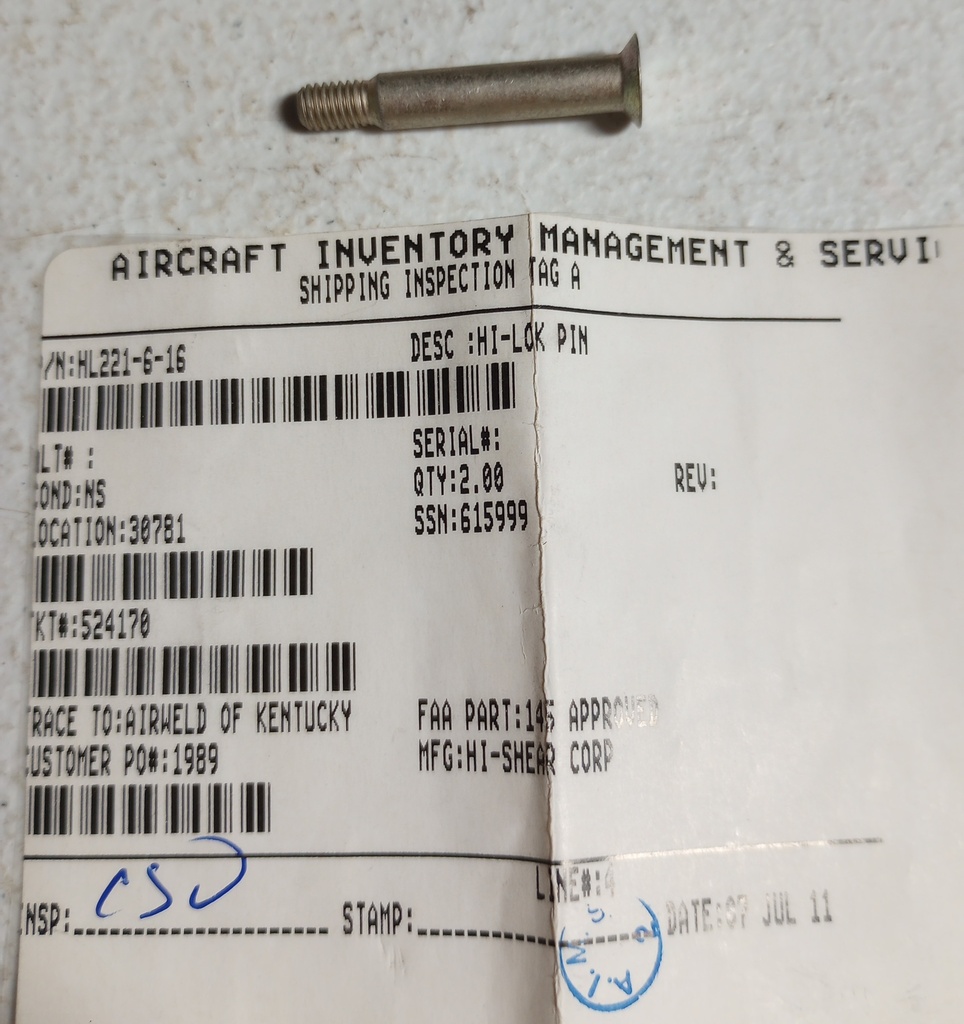 AIRCRAFT INVENTORY MANAGEMENT & SERVI
SHIPPING INSPECTION TAG A
/N:HL221-6-16 DESC :HI-LOK PIN
LT# : SERIAL#:
COND:NS QTY:2.00 REV:
LOCATION:30781 SSN:615999
KT#:524170
TRACE TO:AIRWELD OF KENTUCKY FAA PART:145 APPROVED
CUSTOMER PO#:1989 MFG:HI-SHEAR CORP
LINE#:4
INSP: CSD STAMP: DATE:07 JUL 11
A.I.M.S.